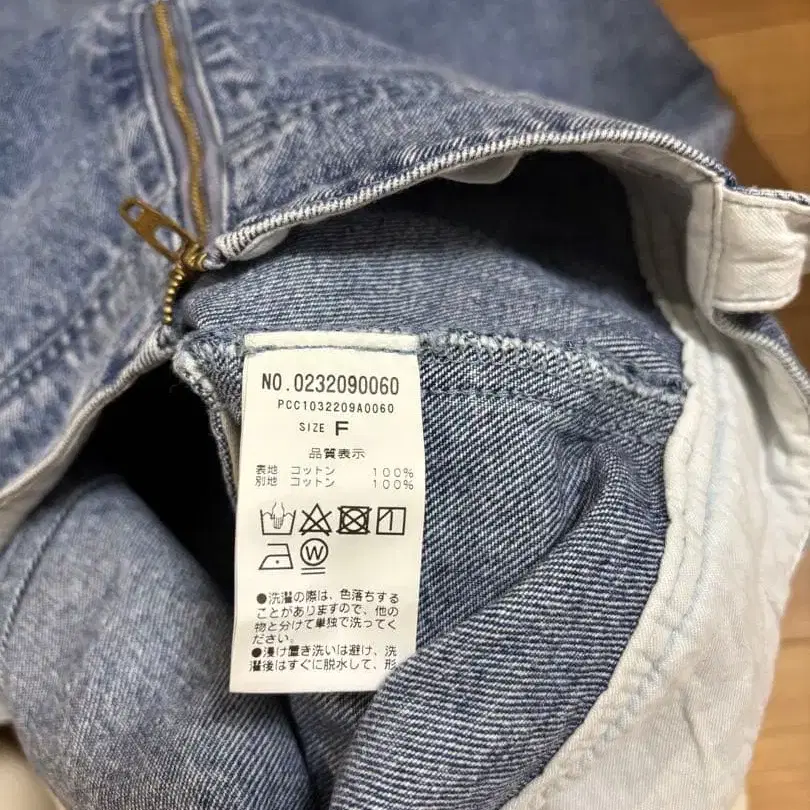 NO.0232090060
PCC1032209A0060
SIZE F
品質表示
表地 コットン 100%
別地 コットン 100%
W
●洗濯の際は、色落ちする
ことがありますので、他の
物と分けて単独で洗ってく
ださい。
●浸け置き洗いは避け、洗
濯後はすぐに脱水して、形